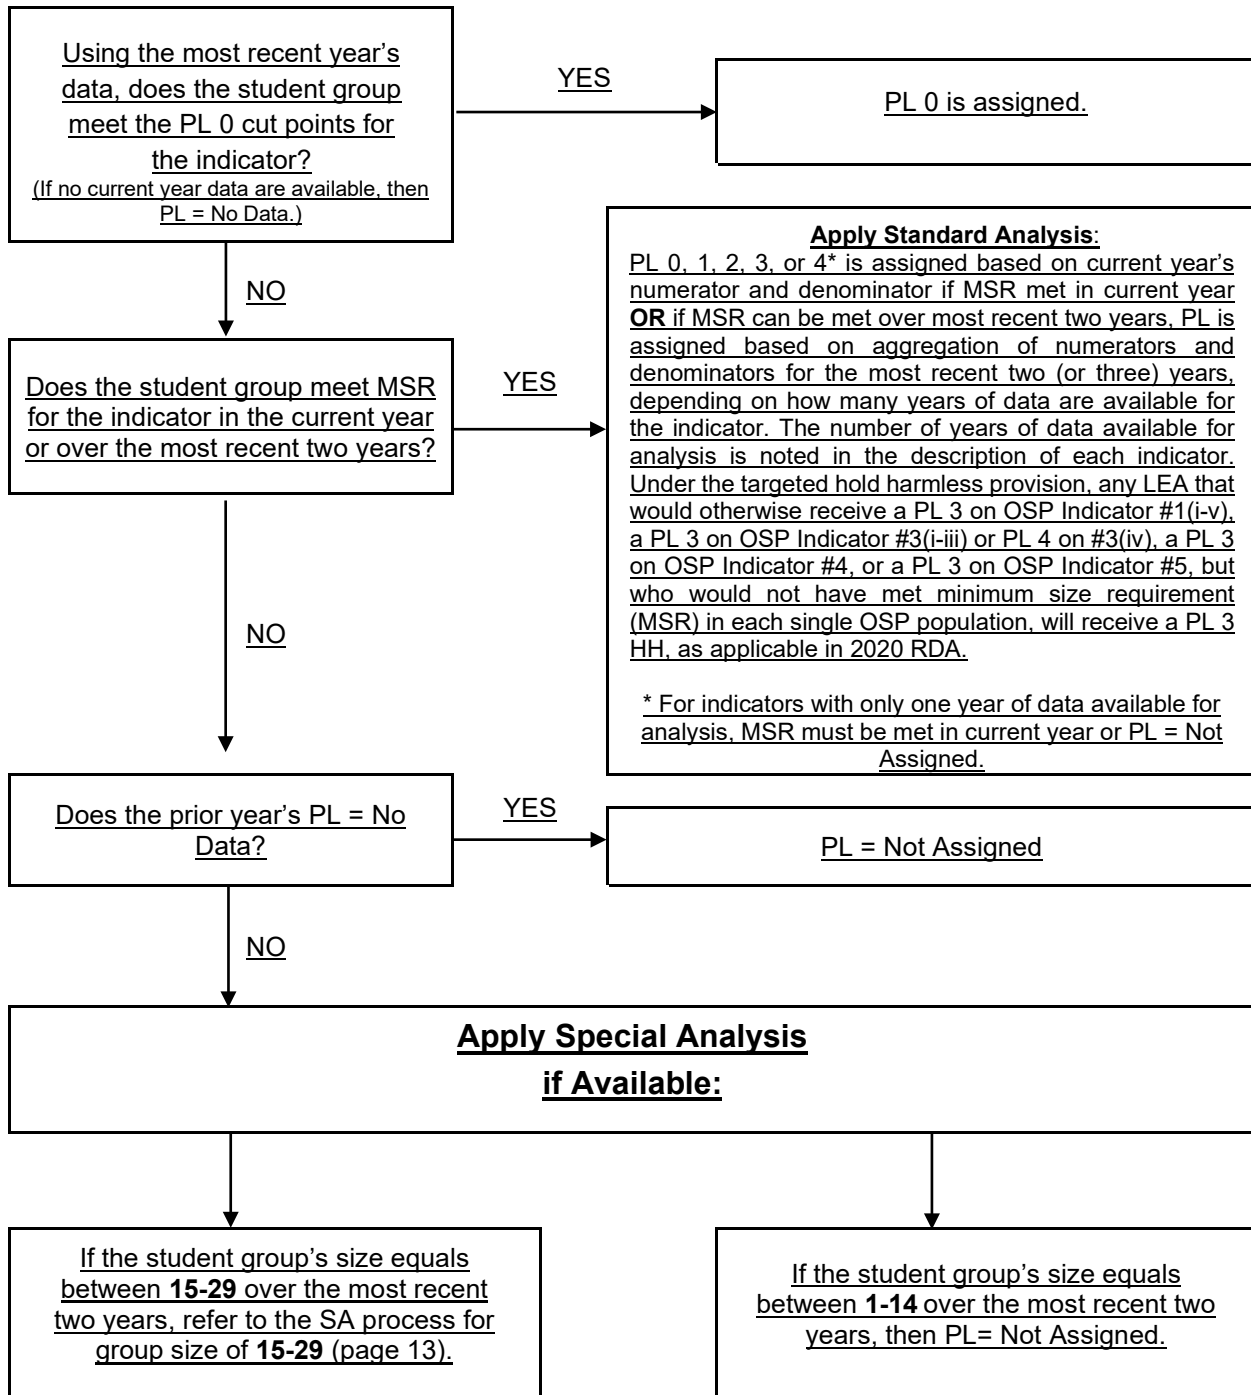 Using the most recent year’s
data, does the student group
meet the PL 0 cut points for
the indicator?
(If no current year data are available, then
PL = No Data.)
YES
PL 0 is assigned.
NO
Does the student group meet MSR
for the indicator in the current year
or over the most recent two years?
YES
Apply Standard Analysis:
PL 0, 1, 2, 3, or 4* is assigned based on current year’s
numerator and denominator if MSR met in current year
OR if MSR can be met over most recent two years, PL is
assigned based on aggregation of numerators and
denominators for the most recent two (or three) years,
depending on how many years of data are available for
the indicator. The number of years of data available for
analysis is noted in the description of each indicator.
Under the targeted hold harmless provision, any LEA that
would otherwise receive a PL 3 on OSP Indicator #1(i-v),
a PL 3 on OSP Indicator #3(i-iii) or PL 4 on #3(iv), a PL 3
on OSP Indicator #4, or a PL 3 on OSP Indicator #5, but
who would not have met minimum size requirement
(MSR) in each single OSP population, will receive a PL 3
HH, as applicable in 2020 RDA.
* For indicators with only one year of data available for
analysis, MSR must be met in current year or PL = Not
Assigned.
NO
Does the prior year’s PL = No
Data?
YES
PL = Not Assigned
NO
Apply Special Analysis
if Available:
If the student group’s size equals
between 15-29 over the most recent
two years, refer to the SA process for
group size of 15-29 (page 13).
If the student group’s size equals
between 1-14 over the most recent two
years, then PL= Not Assigned.